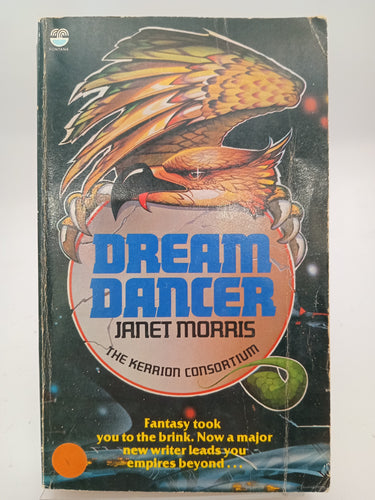 FONTANA
DREAM
DANCER
JANET MORRIS
THE KERRION CONSORTIUM
Fantasy took
you to the brink. Now a major
new writer leads you
empires beyond...